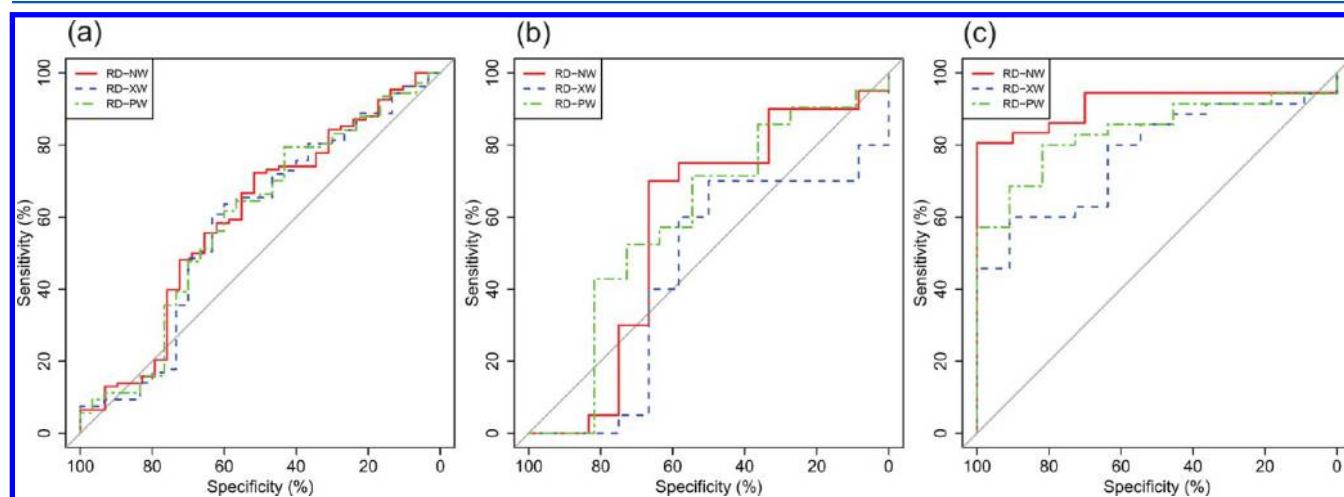 (a)
RD-NW
RD-XW
RD-PW
Sensitivity (%)
0 20 40 60 80 100
100 80 60 40 20 0
Specificity (%)
(b)
RD-NW
RD-XW
RD-PW
Sensitivity (%)
0 20 40 60 80 100
100 80 60 40 20 0
Specificity (%)
(c)
RD-NW
RD-XW
RD-PW
Sensitivity (%)
0 20 40 60 80 100
100 80 60 40 20 0
Specificity (%)